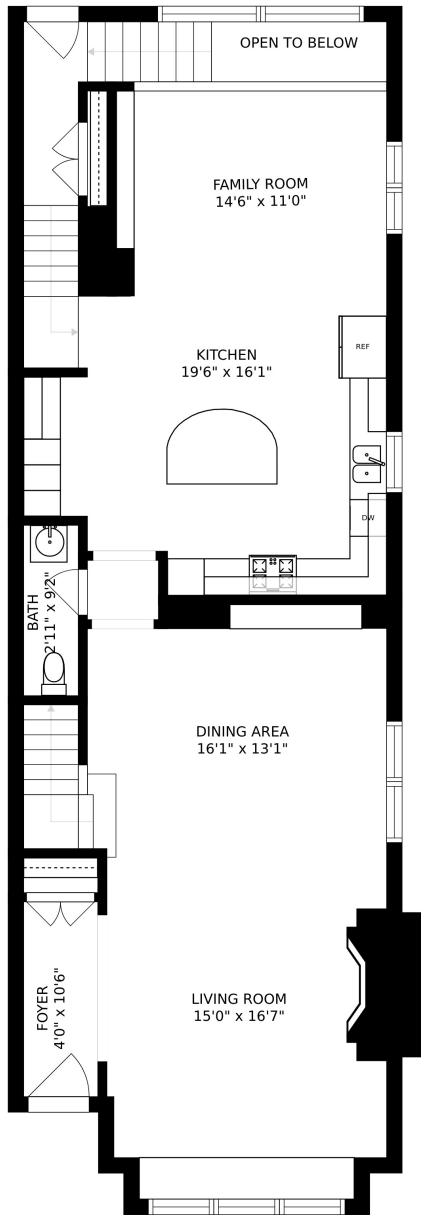 OPEN TO BELOW
FAMILY ROOM
14'6" x 11'0"
REF
KITCHEN
19'6" x 16'1"
DW
BATH
2'11" x 9'2"
DINING AREA
16'1" x 13'1"
LIVING ROOM
15'0" x 16'7"
FOYER
4'0" x 10'6"